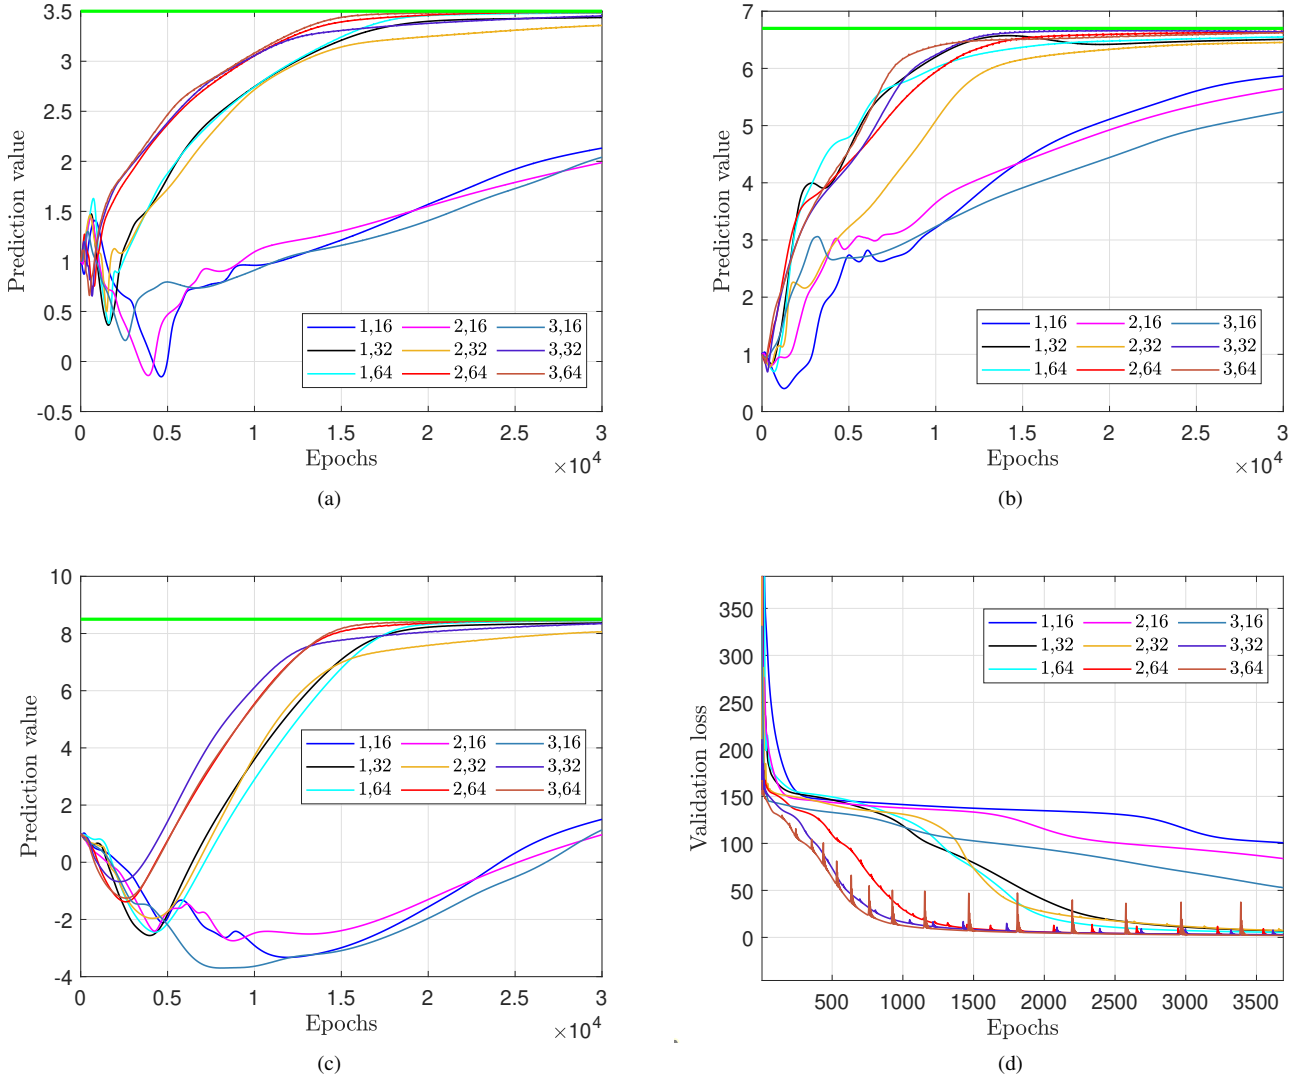 3.5
3
2.5
2
1.5
1
0.5
0
-0.5
Prediction value
1,16 2,16 3,16
1,32 2,32 3,32
1,64 2,64 3,64
0 0.5 1 1.5 2 2.5 3
Epochs
×10⁴
(a)
7
6
5
4
3
2
1
0
Prediction value
1,16 2,16 3,16
1,32 2,32 3,32
1,64 2,64 3,64
0 0.5 1 1.5 2 2.5 3
Epochs
×10⁴
(b)
10
8
6
4
2
0
-2
-4
Prediction value
1,16 2,16 3,16
1,32 2,32 3,32
1,64 2,64 3,64
0 0.5 1 1.5 2 2.5 3
Epochs
×10⁴
(c)
350
300
250
200
150
100
50
0
Validation loss
1,16 2,16 3,16
1,32 2,32 3,32
1,64 2,64 3,64
500 1000 1500 2000 2500 3000 3500
Epochs
(d)